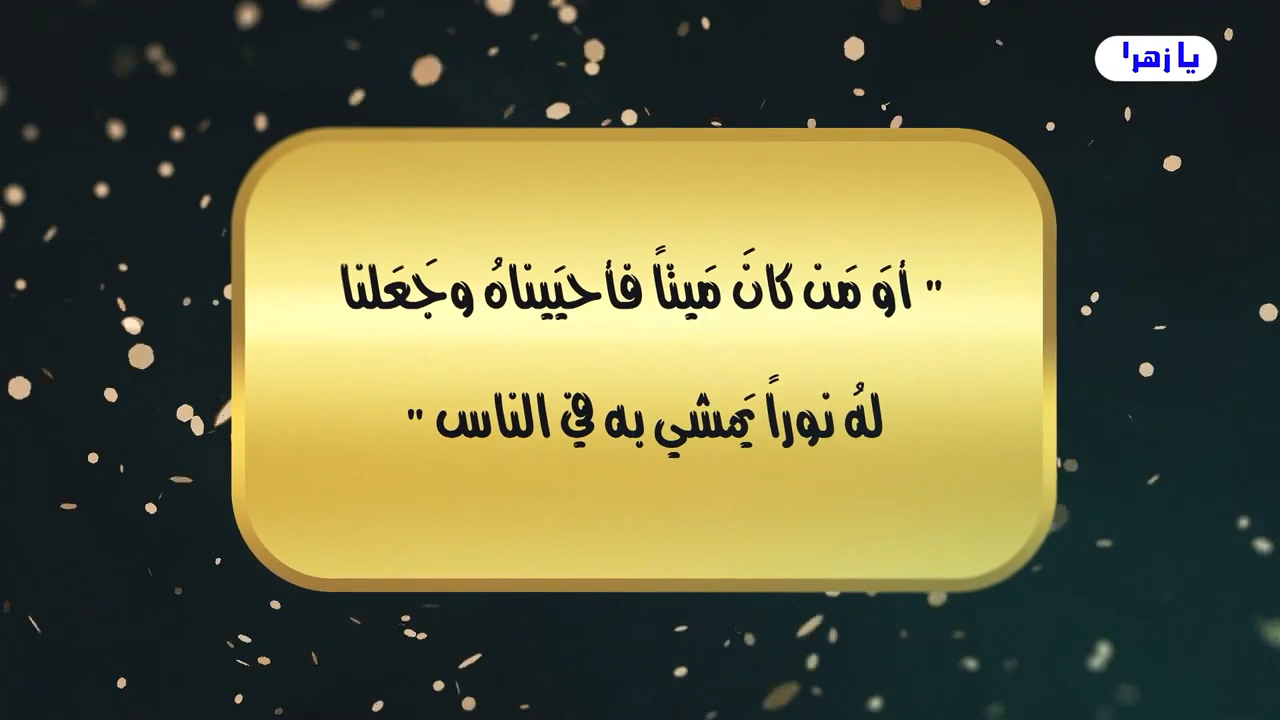 يا زهرا
" أوَ مَن كانَ مَيتاً فأحيَيناهُ وجَعَلنا
لهُ نوراً يَمشي به في الناس "